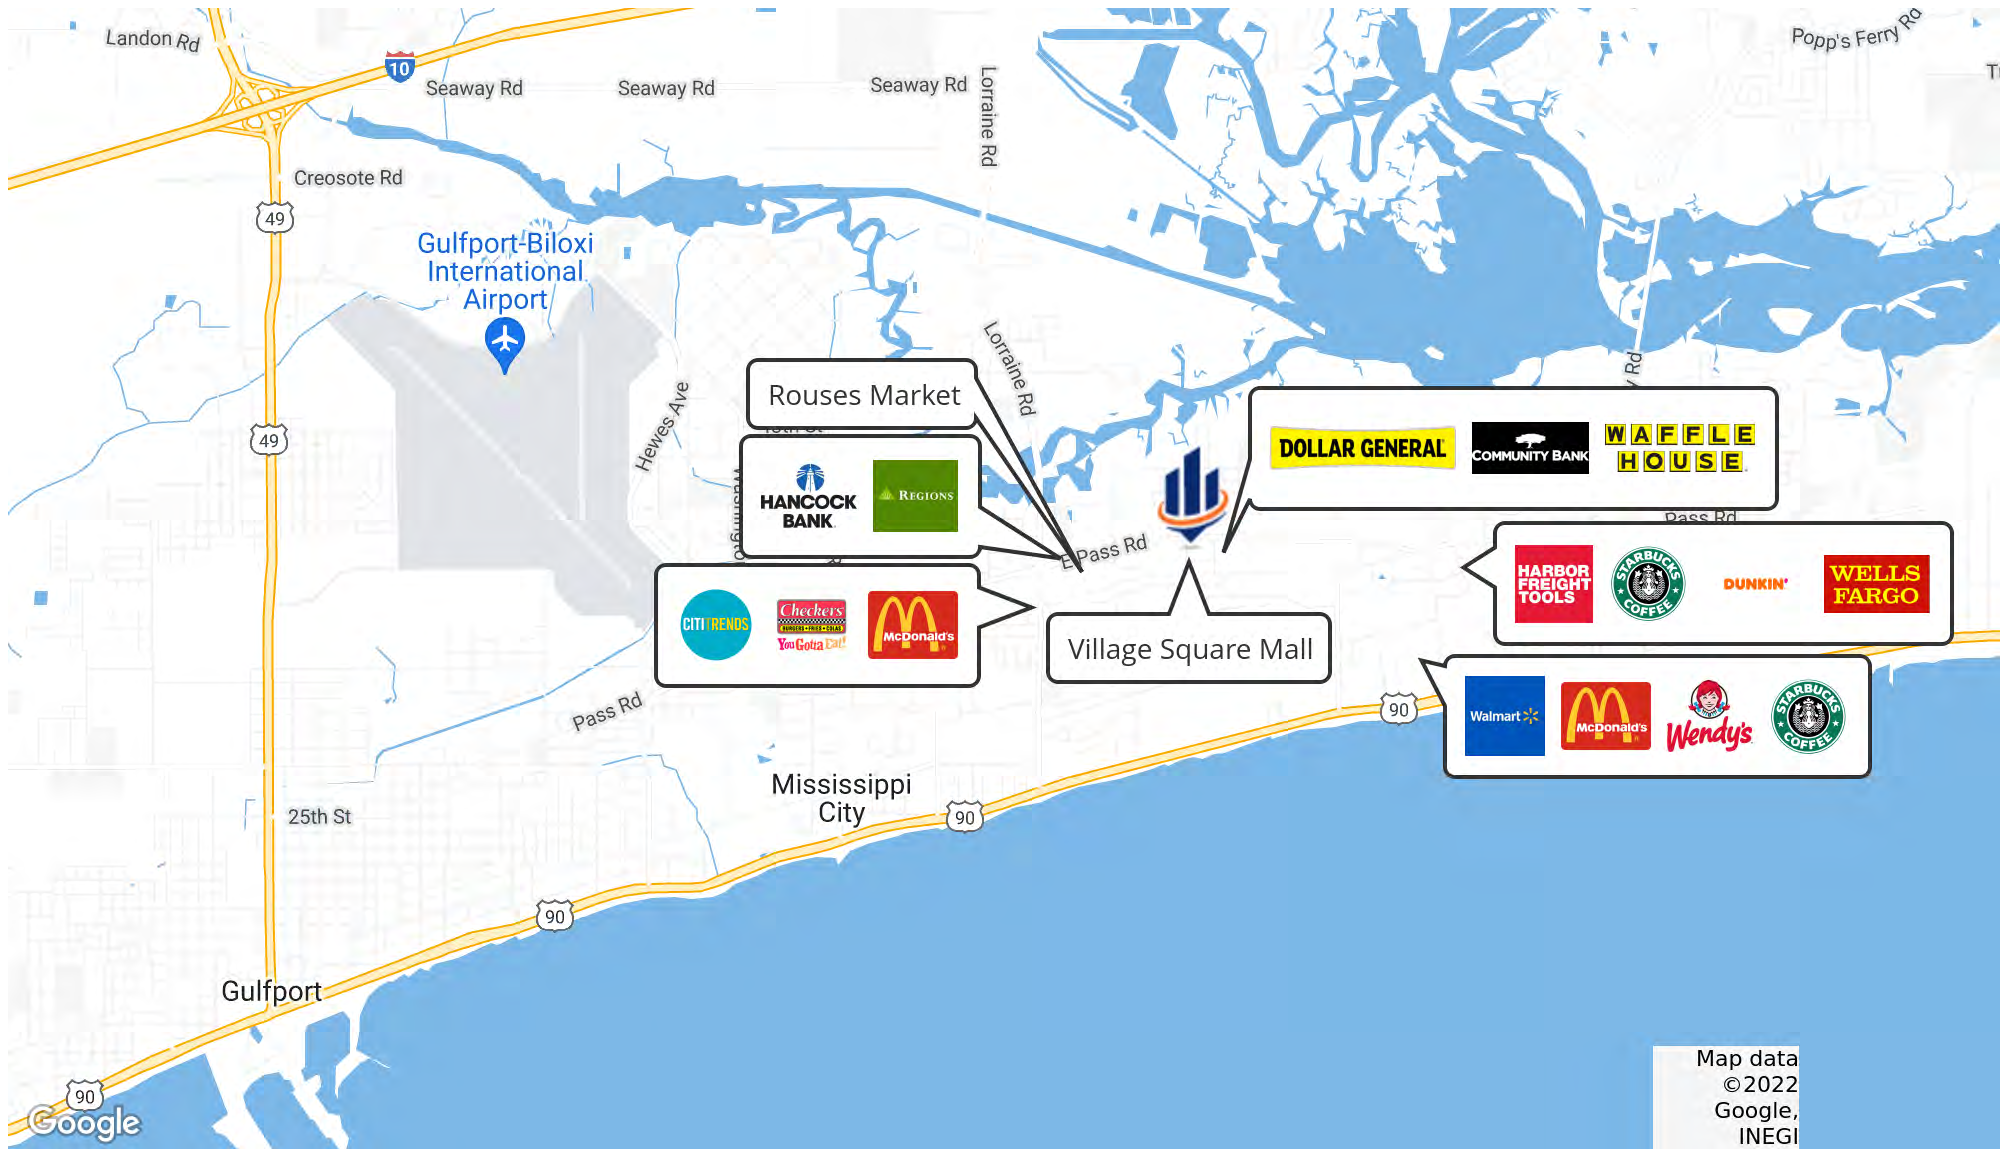 Landon Rd
10
Seaway Rd
Seaway Rd
Seaway Rd
Lorraine Rd
Popp's Ferry Rd
Creosote Rd
49
Gulfport-Biloxi
International
Airport
Lorraine Rd
Hewes Ave
49
Rouses Market
HANCOCK
BANK
REGIONS
DOLLAR GENERAL
COMMUNITY BANK
WAFFLE
HOUSE
E Pass Rd
Pass Rd
HARBOR
FREIGHT
TOOLS
STARBUCKS
COFFEE
DUNKIN'
WELLS
FARGO
CITITRENDS
Checkers
BURGERS • FRIES • COLAS
You Gotta Eat!
McDonald's
Village Square Mall
Pass Rd
90
Walmart
McDonald's
Wendy's
STARBUCKS
COFFEE
Mississippi
City
90
25th St
90
Gulfport
90
Google
Map data
©2022
Google,
INEGI